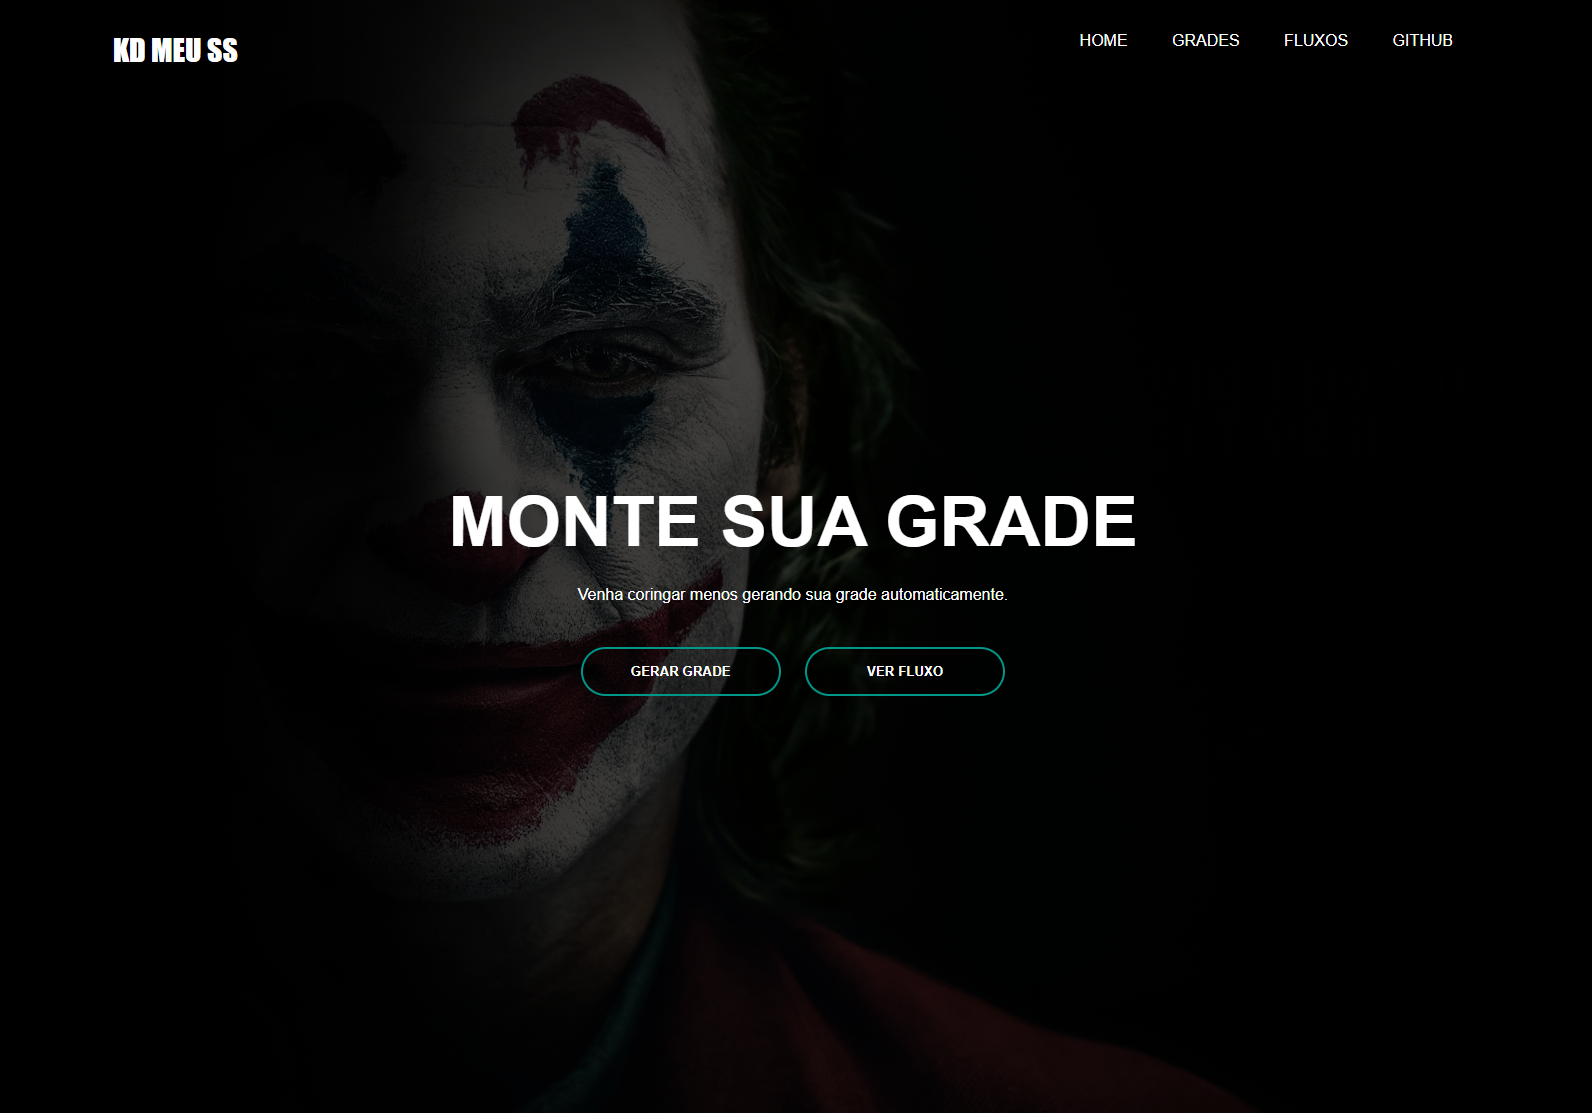 KD MEU SS
HOME GRADES FLUXOS GITHUB
MONTE SUA GRADE
Venha coringar menos gerando sua grade automaticamente.
GERAR GRADE VER FLUXO